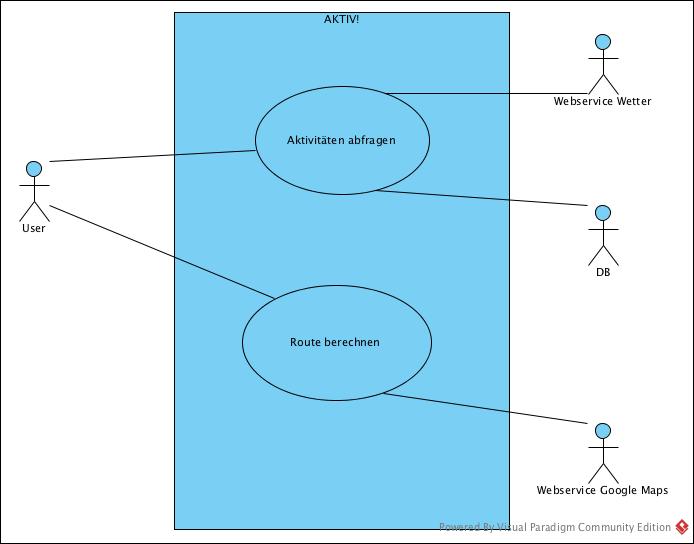 AKTIV!
Webservice Wetter
Aktivitäten abfragen
User
DB
Route berechnen
Webservice Google Maps
Powered By Visual Paradigm Community Edition